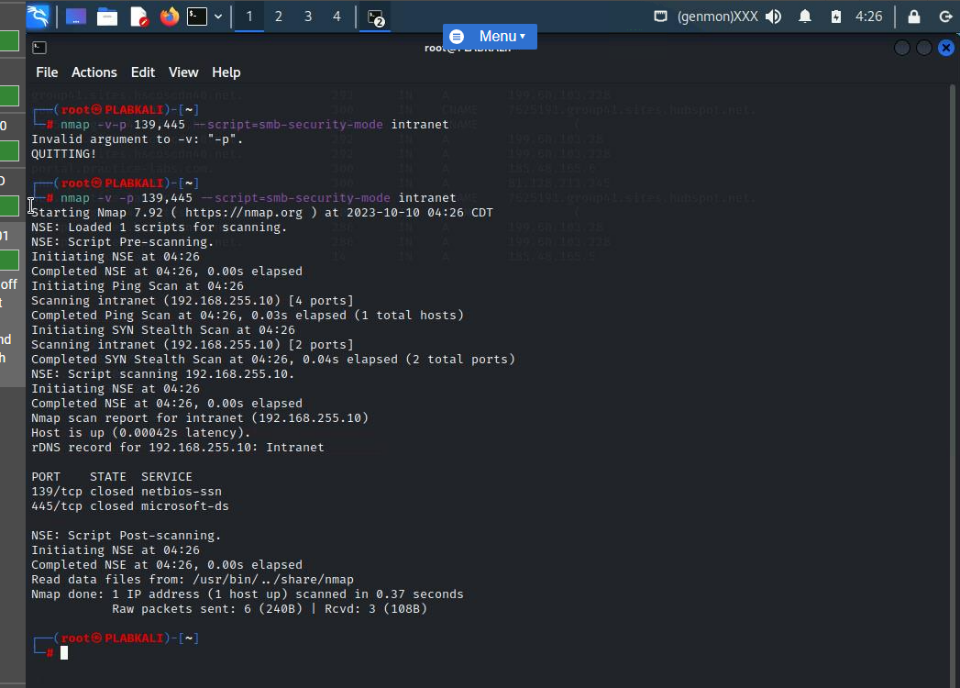 1 2 3 4 2 (genmon)XXX 4:26
Menu
File Actions Edit View Help
(root㉿PLABKALI)-[~]
# nmap -v-p 139,445 --script=smb-security-mode intranet
Invalid argument to -v: "-p".
QUITTING!
(root㉿PLABKALI)-[~]
# nmap -v -p 139,445 --script=smb-security-mode intranet
Starting Nmap 7.92 ( https://nmap.org ) at 2023-10-10 04:26 CDT
NSE: Loaded 1 scripts for scanning.
NSE: Script Pre-scanning.
Initiating NSE at 04:26
Completed NSE at 04:26, 0.00s elapsed
Initiating Ping Scan at 04:26
Scanning intranet (192.168.255.10) [4 ports]
Completed Ping Scan at 04:26, 0.03s elapsed (1 total hosts)
Initiating SYN Stealth Scan at 04:26
Scanning intranet (192.168.255.10) [2 ports]
Completed SYN Stealth Scan at 04:26, 0.04s elapsed (2 total ports)
NSE: Script scanning 192.168.255.10.
Initiating NSE at 04:26
Completed NSE at 04:26, 0.00s elapsed
Nmap scan report for intranet (192.168.255.10)
Host is up (0.00042s latency).
rDNS record for 192.168.255.10: Intranet
PORT STATE SERVICE
139/tcp closed netbios-ssn
445/tcp closed microsoft-ds
NSE: Script Post-scanning.
Initiating NSE at 04:26
Completed NSE at 04:26, 0.00s elapsed
Read data files from: /usr/bin/../share/nmap
Nmap done: 1 IP address (1 host up) scanned in 0.37 seconds
Raw packets sent: 6 (240B) | Rcvd: 3 (108B)
(root㉿PLABKALI)-[~]
#